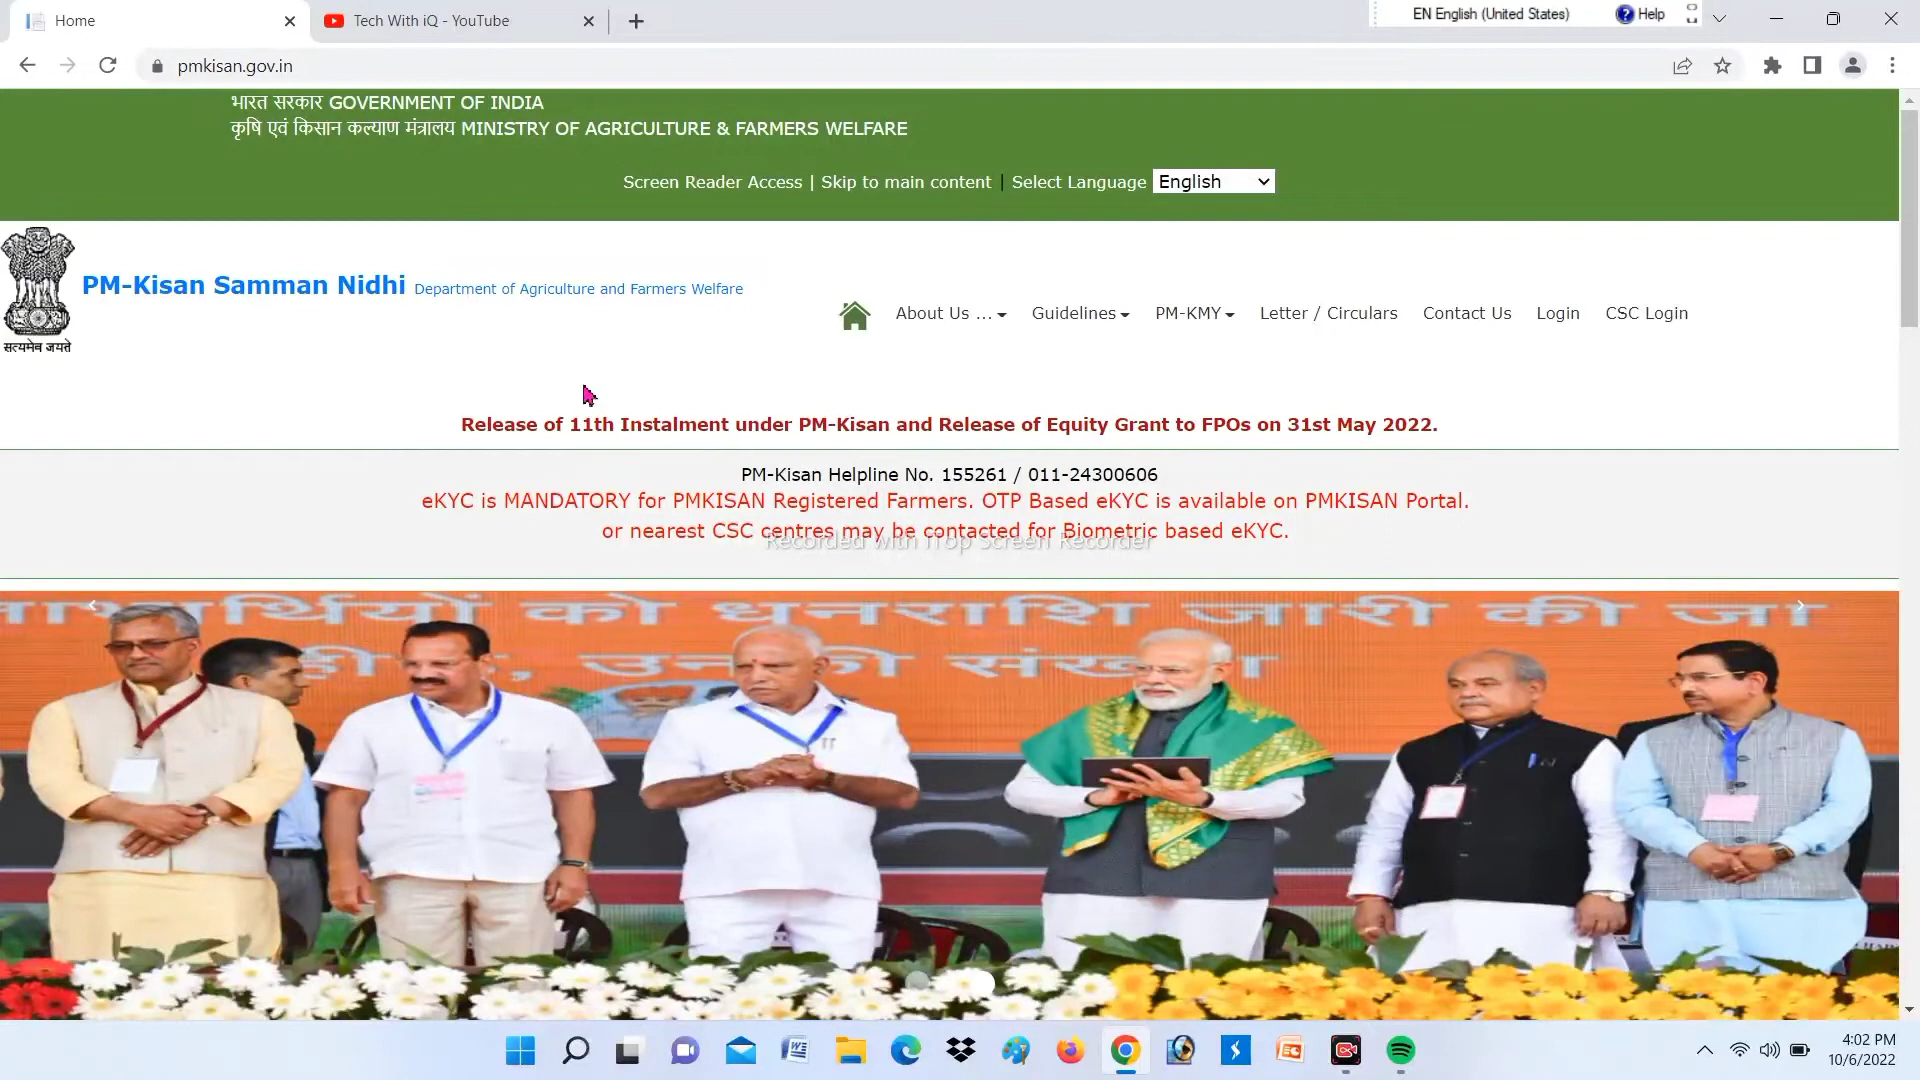 Home
Tech With iQ - YouTube
EN English (United States)
Help
pmkisan.gov.in
भारत सरकार GOVERNMENT OF INDIA
कृषि एवं किसान कल्याण मंत्रालय MINISTRY OF AGRICULTURE & FARMERS WELFARE
Screen Reader Access | Skip to main content | Select Language English
PM-Kisan Samman Nidhi Department of Agriculture and Farmers Welfare
सत्यमेव जयते
About Us ... Guidelines PM-KMY Letter / Circulars Contact Us Login CSC Login
Release of 11th Instalment under PM-Kisan and Release of Equity Grant to FPOs on 31st May 2022.
PM-Kisan Helpline No. 155261 / 011-24300606
eKYC is MANDATORY for PMKISAN Registered Farmers. OTP Based eKYC is available on PMKISAN Portal.
or nearest CSC centres may be contacted for Biometric based eKYC.
Recorded with iTop Screen Recorder
को धनराशि जारी की जा
उनकी संख्या
4:02 PM
10/6/2022